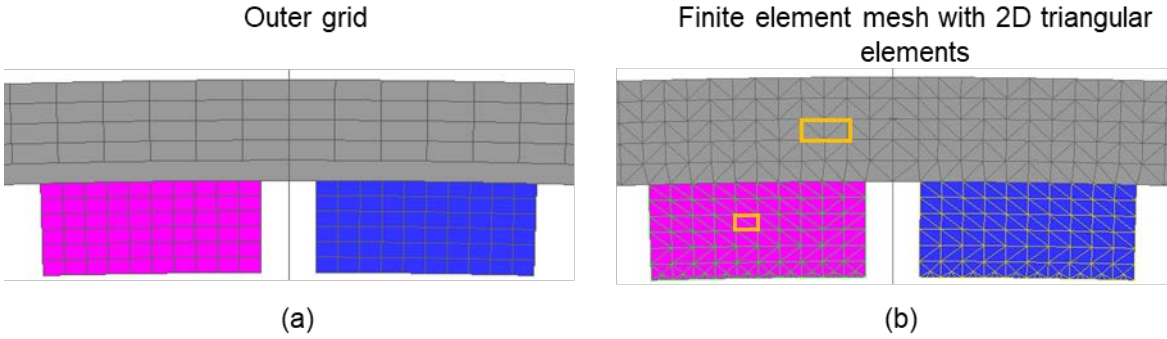 Outer grid
Finite element mesh with 2D triangular
elements
(a)
(b)